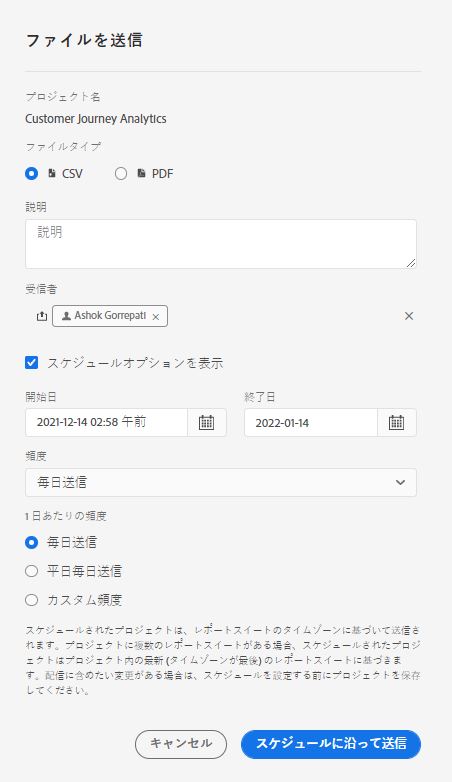 ファイルを送信
プロジェクト名
Customer Journey Analytics
ファイルタイプ
CSV PDF
説明
説明
受信者
Ashok Gorrepati ×
スケジュールオプションを表示
開始日 終了日
2021-12-14 02:58 午前 2022-01-14
頻度
毎日送信
1 日あたりの頻度
毎日送信
平日毎日送信
カスタム頻度
スケジュールされたプロジェクトは、レポートスイートのタイムゾーンに基づいて送信さ
れます。プロジェクトに複数のレポートスイートがある場合、スケジュールされたプロジ
ェクトはプロジェクト内の最新 (タイムゾーンが最後) のレポートスイートに基づきま
す。配信に含めたい変更がある場合は、スケジュールを設定する前にプロジェクトを保存
してください。
キャンセル スケジュールに沿って送信